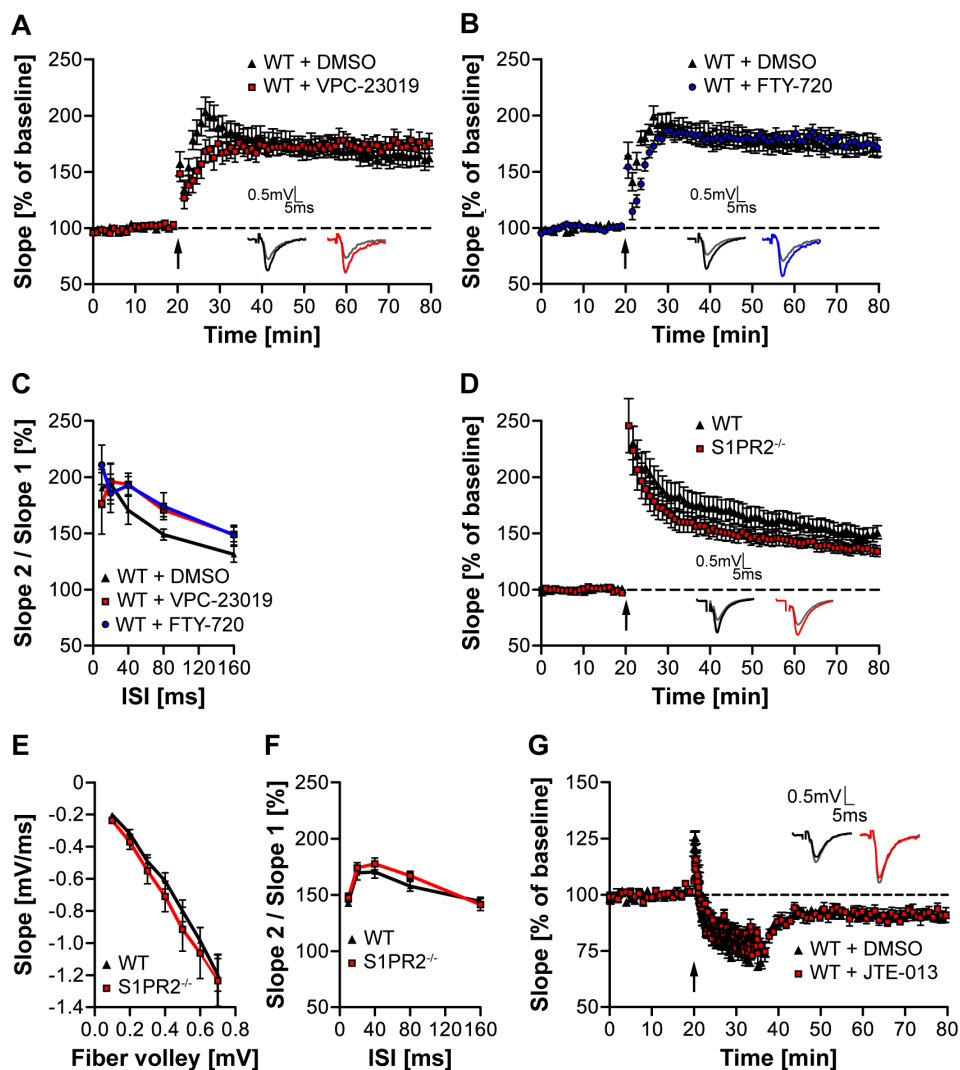 A
Slope [% of baseline]
250
200
150
100
50
WT + DMSO
WT + VPC-23019
0.5mV
5ms
0 10 20 30 40 50 60 70 80
Time [min]
B
Slope [% of baseline]
250
200
150
100
50
WT + DMSO
WT + FTY-720
0.5mV
5ms
0 10 20 30 40 50 60 70 80
Time [min]
C
Slope 2 / Slope 1 [%]
250
200
150
100
50
WT + DMSO
WT + VPC-23019
WT + FTY-720
0 40 80 120 160
ISI [ms]
D
Slope [% of baseline]
250
200
150
100
50
WT
S1PR2-/-
0.5mV
5ms
0 10 20 30 40 50 60 70 80
Time [min]
E
Slope [mV/ms]
0
-0.2
-0.4
-0.6
-0.8
-1.0
-1.2
-1.4
WT
S1PR2-/-
0.0 0.2 0.4 0.6 0.8
Fiber volley [mV]
F
Slope 2 / Slope 1 [%]
250
200
150
100
50
WT
S1PR2-/-
0 40 80 120 160
ISI [ms]
G
Slope [% of baseline]
150
125
100
75
50
0.5mV
5ms
WT + DMSO
WT + JTE-013
0 10 20 30 40 50 60 70 80
Time [min]